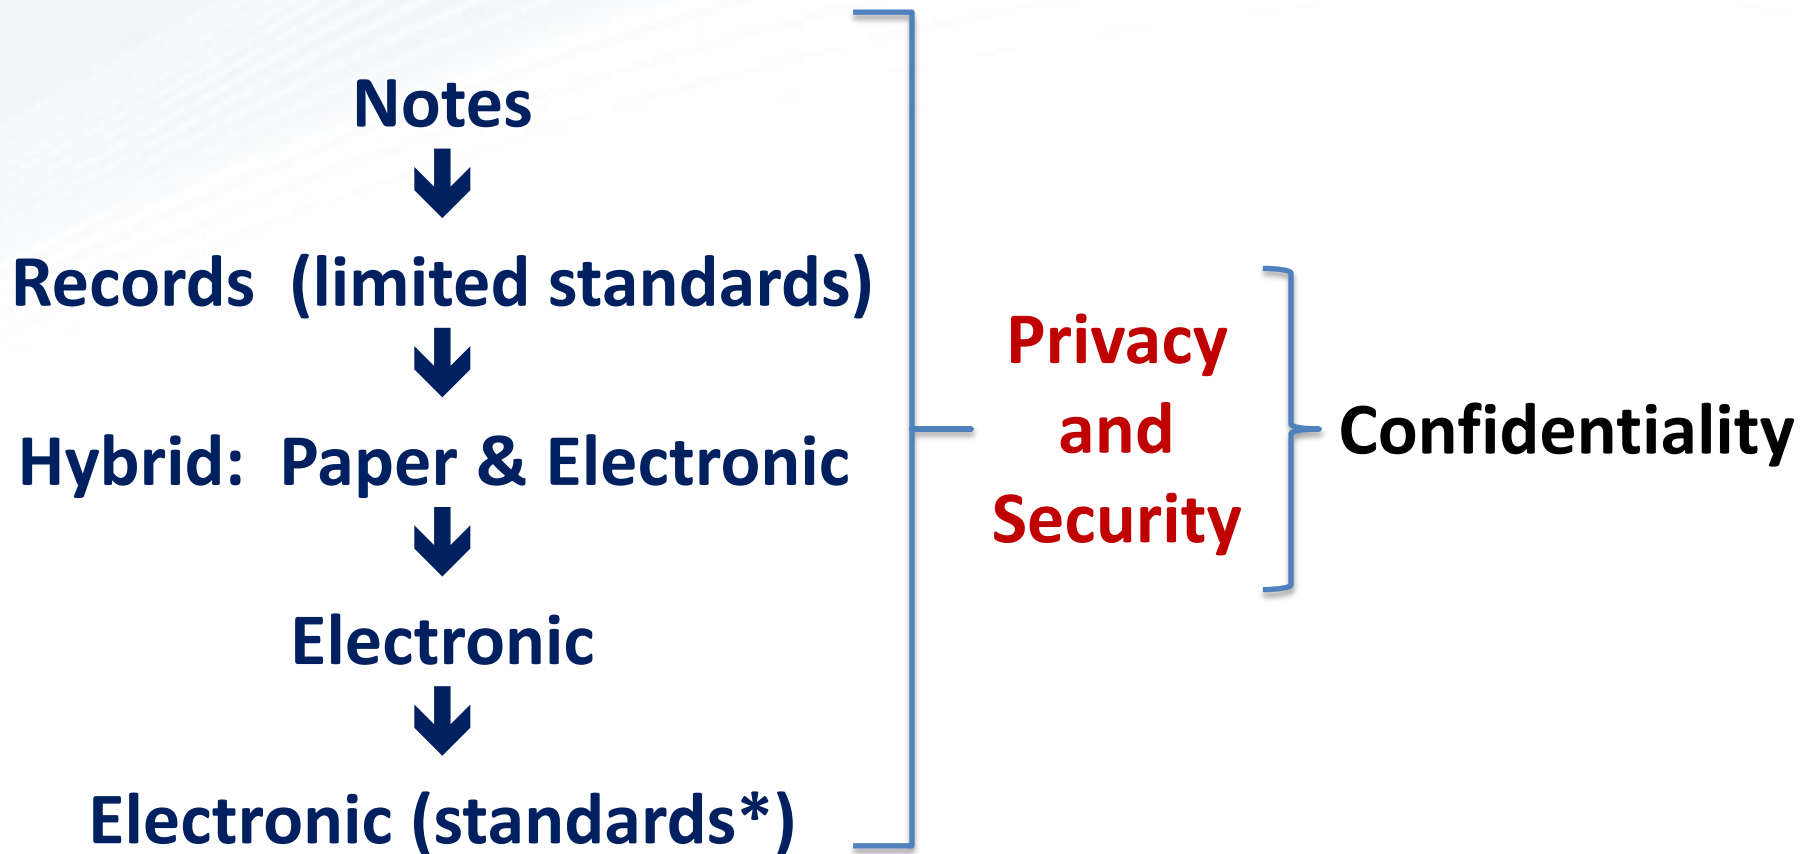 Notes
Records  (limited standards)
Hybrid:  Paper & Electronic
Electronic
Electronic (standards*)
Privacy
and
Security
Confidentiality